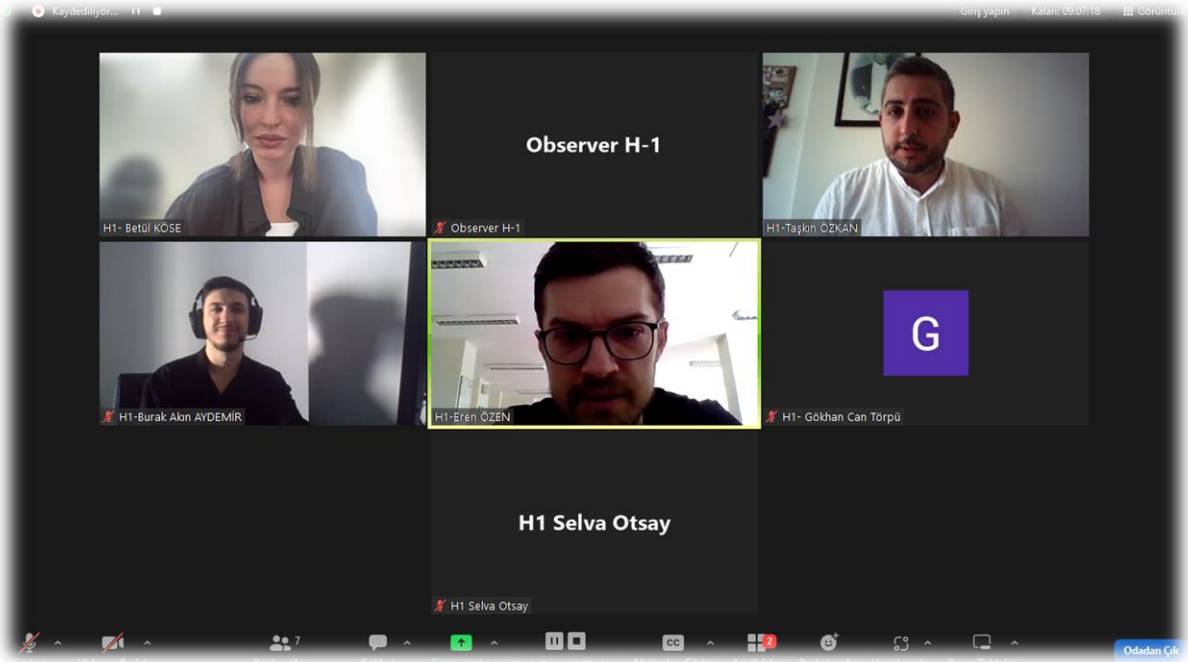 Kaydediliyor...
Giriş yapın
Kalan: 09:07:18
Görüntüle
Observer H-1
H1- Betül KÖSE
Observer H-1
H1-Taşkın ÖZKAN
G
H1-Burak Akın AYDEMİR
H1-Eren ÖZEN
H1- Gökhan Can Törpü
H1 Selva Otsay
H1 Selva Otsay
7
CC
2
Odadan Çık